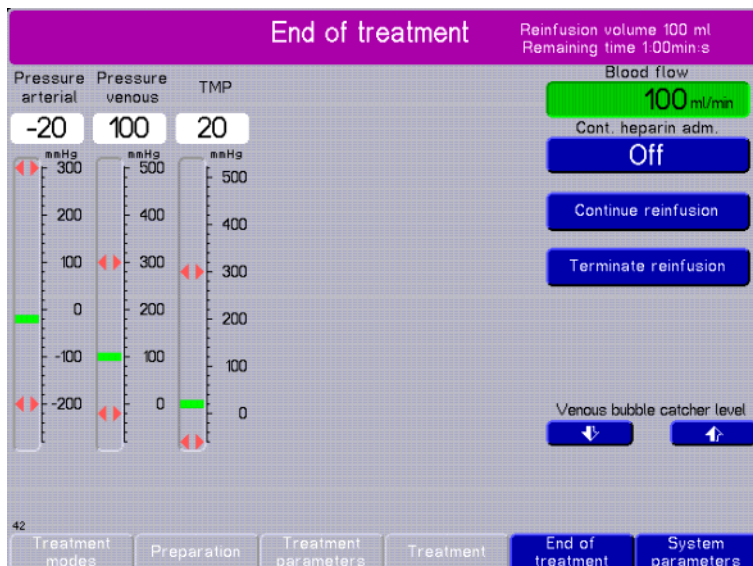 End of treatment
Reinfusion volume 100 ml
Remaining time 1:00min:s
Pressure
arterial
Pressure
venous
TMP
-20
100
20
mmHg
300
200
100
0
-100
-200
mmHg
500
400
300
200
100
0
mmHg
500
400
300
200
100
0
Blood flow
100 ml/min
Cont. heparin adm.
Off
Continue reinfusion
Terminate reinfusion
Venous bubble catcher level
42
Treatment
modes
Preparation
Treatment
parameters
Treatment
End of
treatment
System
parameters